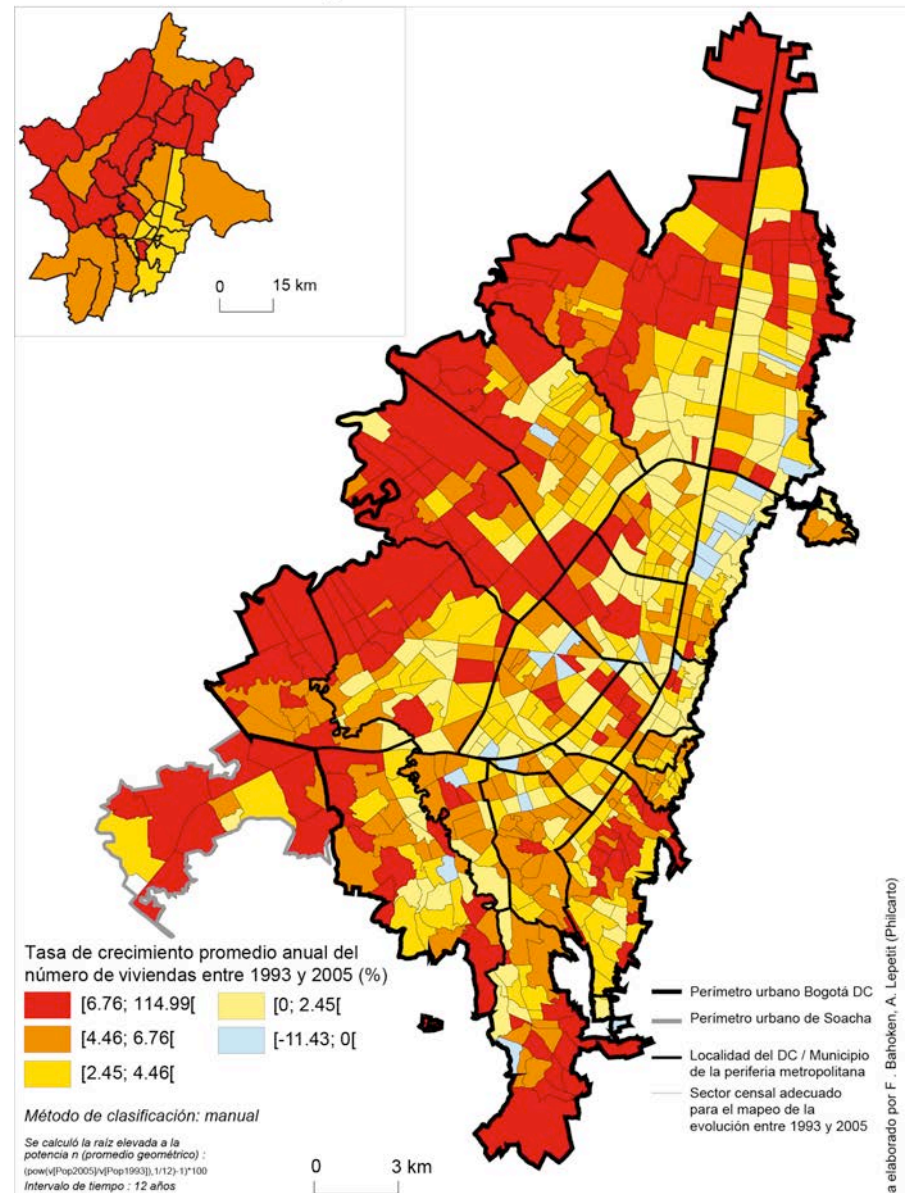 0 15 km
Tasa de crecimiento promedio anual del
número de viviendas entre 1993 y 2005 (%)
[6.76; 114.99[
[4.46; 6.76[
[2.45; 4.46[
[0; 2.45[
[-11.43; 0[
Método de clasificación: manual
Se calculó la raíz elevada a la
potencia n (promedio geométrico) :
(pow(v[Pop2005]/v[Pop1993]),1/12)-1)*100
Intervalo de tiempo : 12 años
0 3 km
Perímetro urbano Bogotá DC
Perímetro urbano de Soacha
Localidad del DC / Municipio
de la periferia metropolitana
Sector censal adecuado
para el mapeo de la
evolución entre 1993 y 2005
a elaborado por F . Bahoken, A. Lepetit (Philcarto)